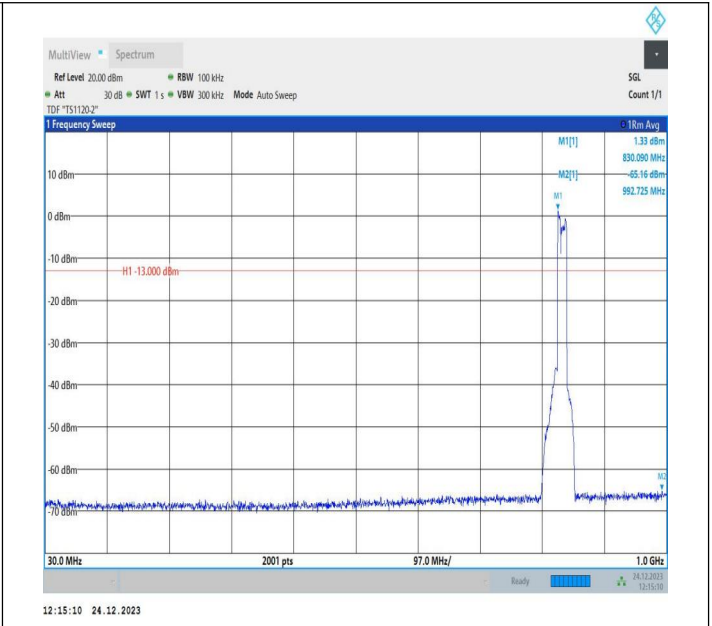 R&S
MultiView Spectrum
Ref Level 20.00 dBm RBW 100 kHz SGL
Att 30 dB SWT 1 s VBW 300 kHz Mode Auto Sweep Count 1/1
TDF "TS1120-2"
1 Frequency Sweep 1Rm Avg
M1[1] 1.33 dBm
830.090 MHz
10 dBm M2[1] -65.16 dBm
992.725 MHz
M1
0 dBm
-10 dBm
H1 -13.000 dBm
-20 dBm
-30 dBm
-40 dBm
-50 dBm
-60 dBm
M2
-70 dBm
30.0 MHz 2001 pts 97.0 MHz/ 1.0 GHz
Ready 24.12.2023
12:15:10
12:15:10 24.12.2023